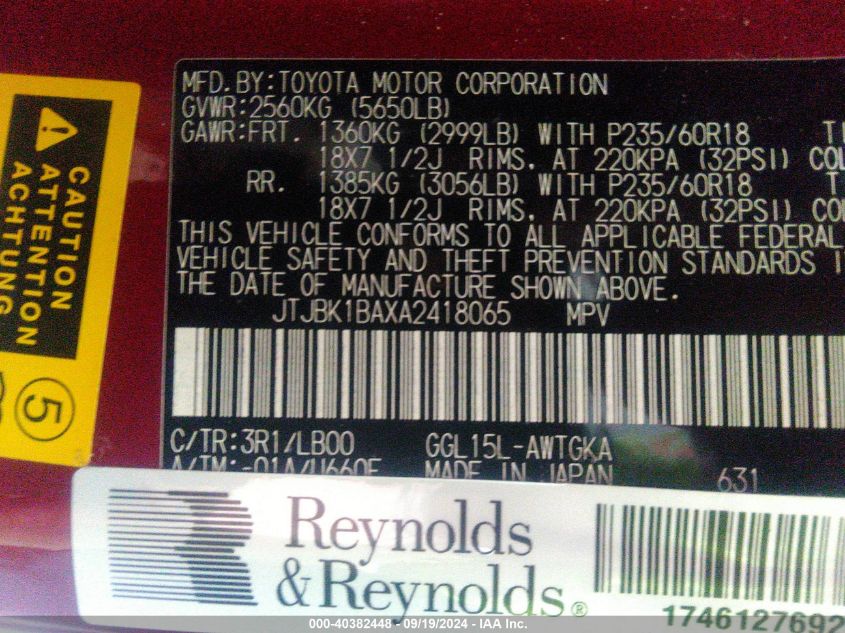 MFD.BY:TOYOTA MOTOR CORPORATION
GVWR:2560KG (5650LB)
GAWR:FRT. 1360KG (2999LB) WITH P235/60R18
18X7 1/2J RIMS. AT 220KPA (32PSI)
RR. 1385KG (3056LB) WITH P235/60R18
18X7 1/2J RIMS. AT 220KPA (32PSI)
THIS VEHICLE CONFORMS TO ALL APPLICABLE FEDERAL
VEHICLE SAFETY AND THEFT PREVENTION STANDARDS
THE DATE OF MANUFACTURE SHOWN ABOVE.
JTJBK1BAXA2418065 MPV
C/TR:3R1/LB00 GGL15L-AWTGKA
A/TM:-01A/U660F MADE IN JAPAN 631
CAUTION
ATTENTION
ACHTUNG
5
Reynolds
&Reynolds®
1746127692
000-40382448 - 09/19/2024 - IAA Inc.